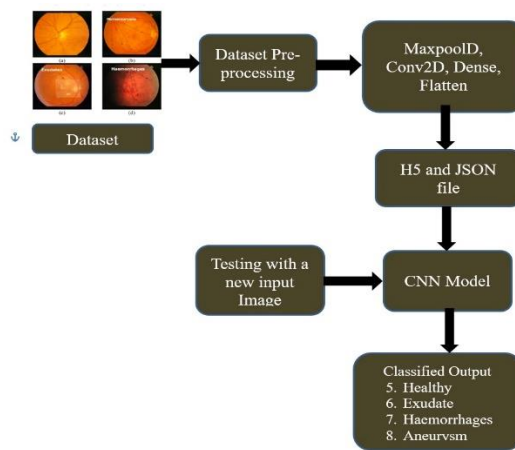 Haemorrhages
(a)
(b)
(c)
(d)
Dataset
Dataset Pre-
processing
MaxpoolD,
Conv2D, Dense,
Flatten
H5 and JSON
file
Testing with a
new input
Image
CNN Model
Classified Output
5. Healthy
6. Exudate
7. Haemorrhages
8. Aneurvsm